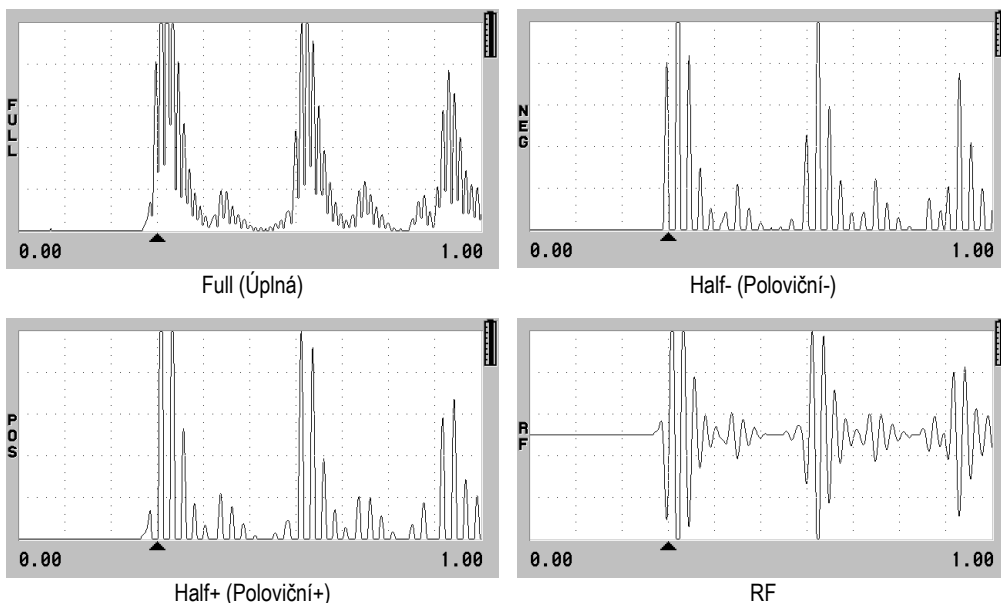 FULL
0.00 1.00
Full (Úplná)
NEG
0.00 1.00
Half- (Poloviční-)
POS
0.00 1.00
Half+ (Poloviční+)
RF
0.00 1.00
RF